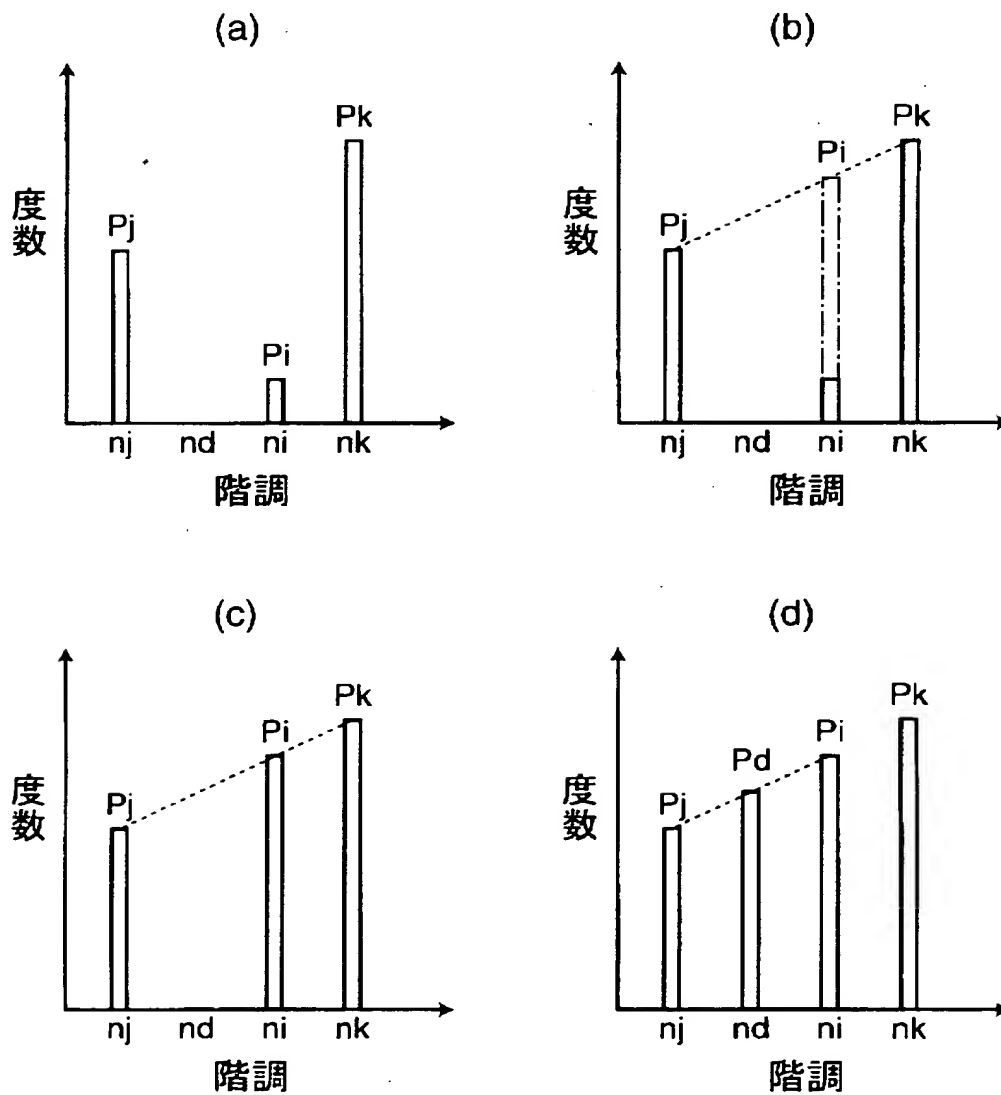 (a)
Pk
Pj
Pi
度数
nj nd ni nk
階調
(b)
Pk
Pi
Pj
度数
nj nd ni nk
階調
(c)
Pk
Pi
Pj
度数
nj nd ni nk
階調
(d)
Pk
Pi
Pd
Pj
度数
nj nd ni nk
階調